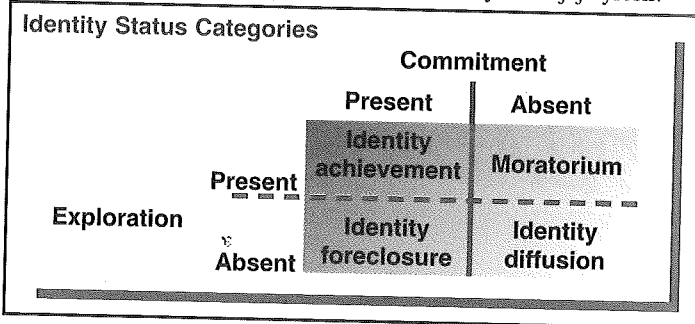 Identity Status Categories
Commitment
Present Absent
Identity
achievement Moratorium
Present
Exploration
Identity Identity
Absent foreclosure diffusion